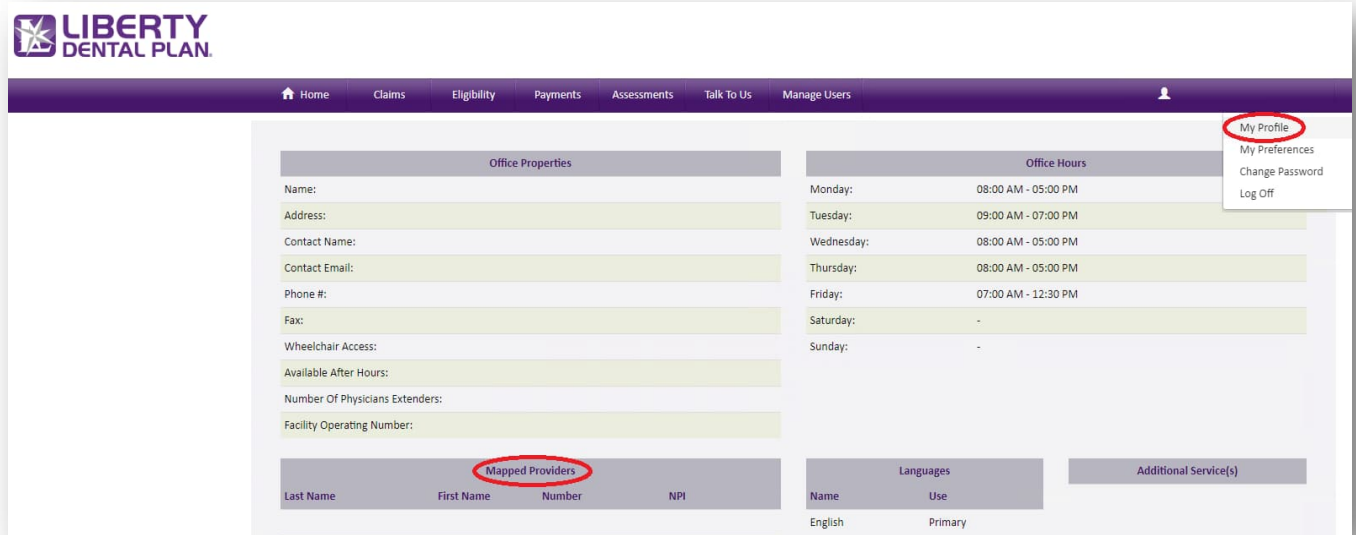 LIBERTY
DENTAL PLAN.
Home Claims Eligibility Payments Assessments Talk To Us Manage Users
My Profile
My Preferences
Change Password
Log Off
Office Properties
Name:
Address:
Contact Name:
Contact Email:
Phone #:
Fax:
Wheelchair Access:
Available After Hours:
Number Of Physicians Extenders:
Facility Operating Number:
Office Hours
Monday: 08:00 AM - 05:00 PM
Tuesday: 09:00 AM - 07:00 PM
Wednesday: 08:00 AM - 05:00 PM
Thursday: 08:00 AM - 05:00 PM
Friday: 07:00 AM - 12:30 PM
Saturday: -
Sunday: -
Mapped Providers
Last Name First Name Number NPI
Languages
Name Use
English Primary
Additional Service(s)